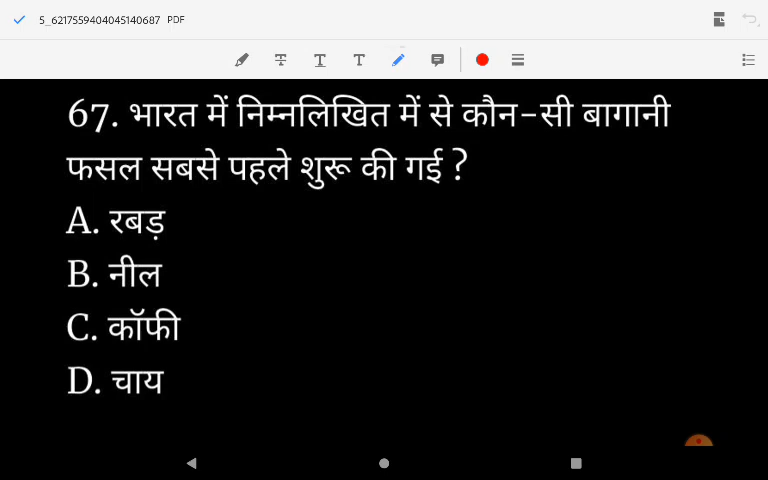 5_6217559404045140687 PDF
67. भारत में निम्नलिखित में से कौन-सी बागानी
फसल सबसे पहले शुरू की गई ?
A. रबड़
B. नील
C. कॉफी
D. चाय